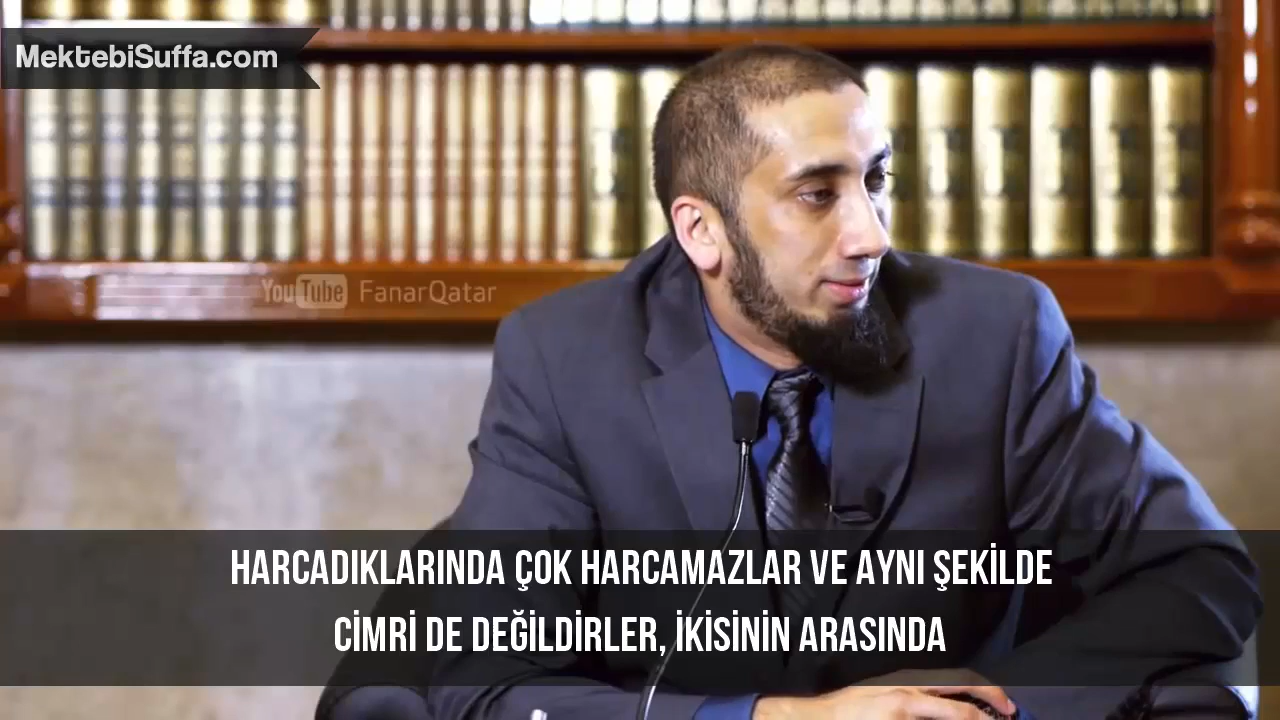 MektebiSuffa.com
YouTube FanarQatar
HARCADIKLARINDA ÇOK HARCAMAZLAR VE AYNI ŞEKİLDE
CİMRİ DE DEĞİLDİRLER, İKİSİNİN ARASINDA